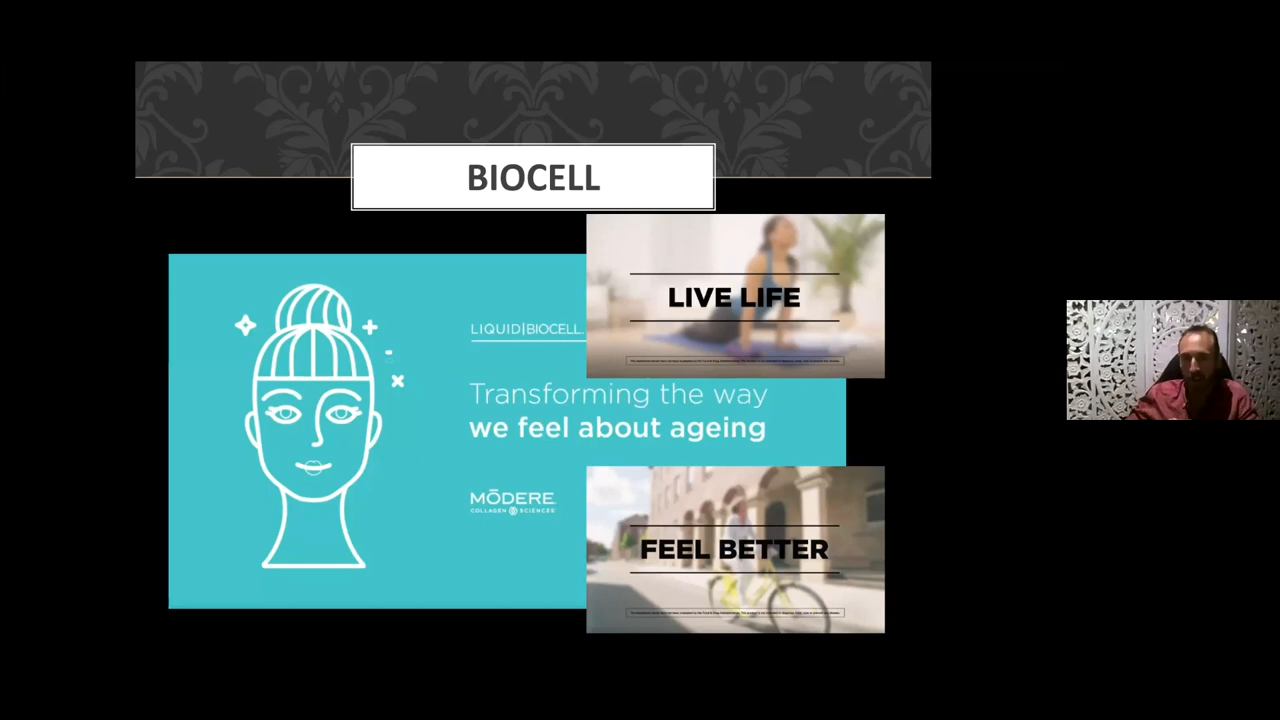 BIOCELL
LIVE LIFE
LIQUID|BIOCELL.
Transforming the way
we feel about ageing
MŌDERE
COLLAGEN SCIENCES
FEEL BETTER